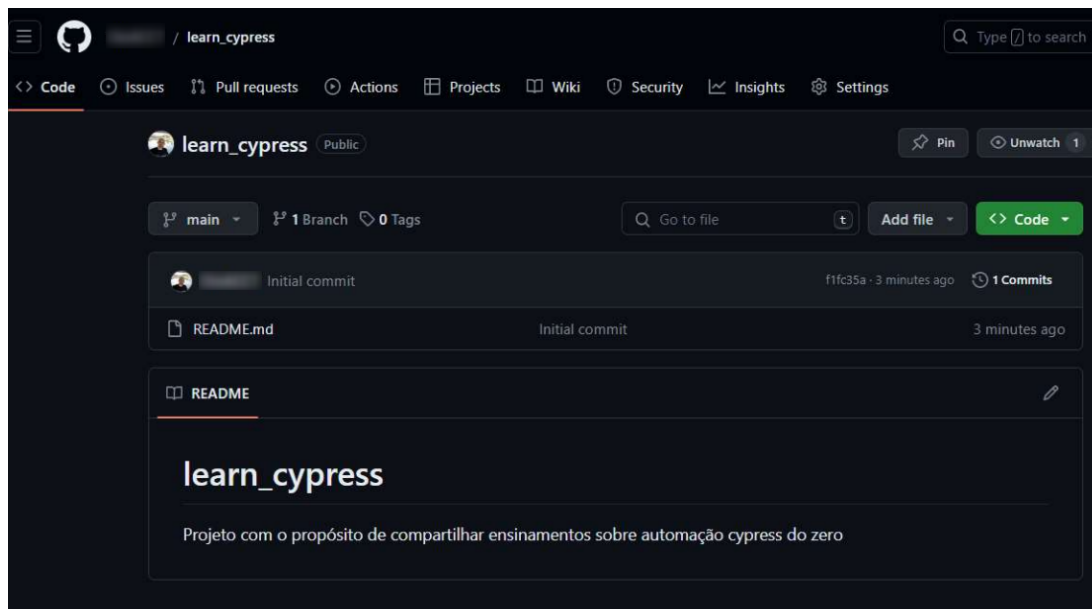 / learn_cypress
Type / to search
<> Code Issues Pull requests Actions Projects Wiki Security Insights Settings
learn_cypress Public Pin Unwatch 1
main 1 Branch 0 Tags Go to file t Add file <> Code
Initial commit f1fc35a · 3 minutes ago 1 Commits
README.md Initial commit 3 minutes ago
README
learn_cypress
Projeto com o propósito de compartilhar ensinamentos sobre automação cypress do zero